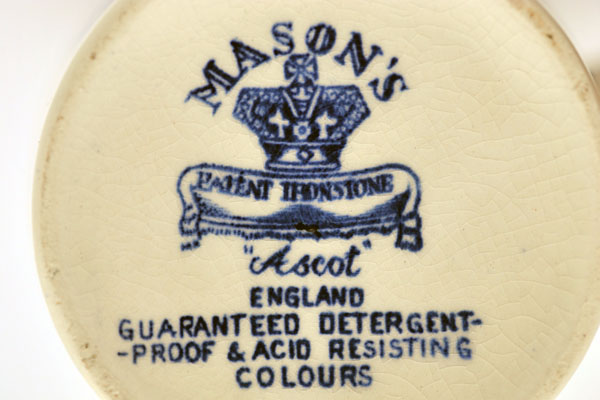 MASON'S
PATENT IRONSTONE
"Ascot"
ENGLAND
GUARANTEED DETERGENT-
-PROOF & ACID RESISTING
COLOURS